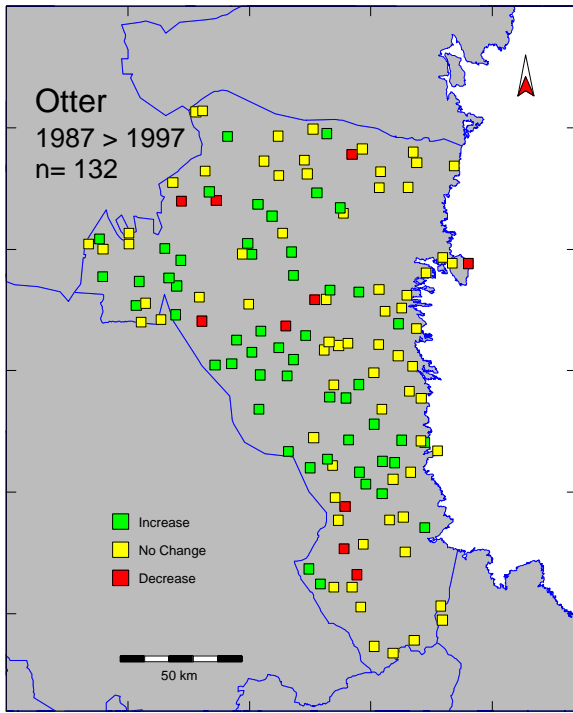 Otter
1987 > 1997
n= 132
Increase
No Change
Decrease
50 km